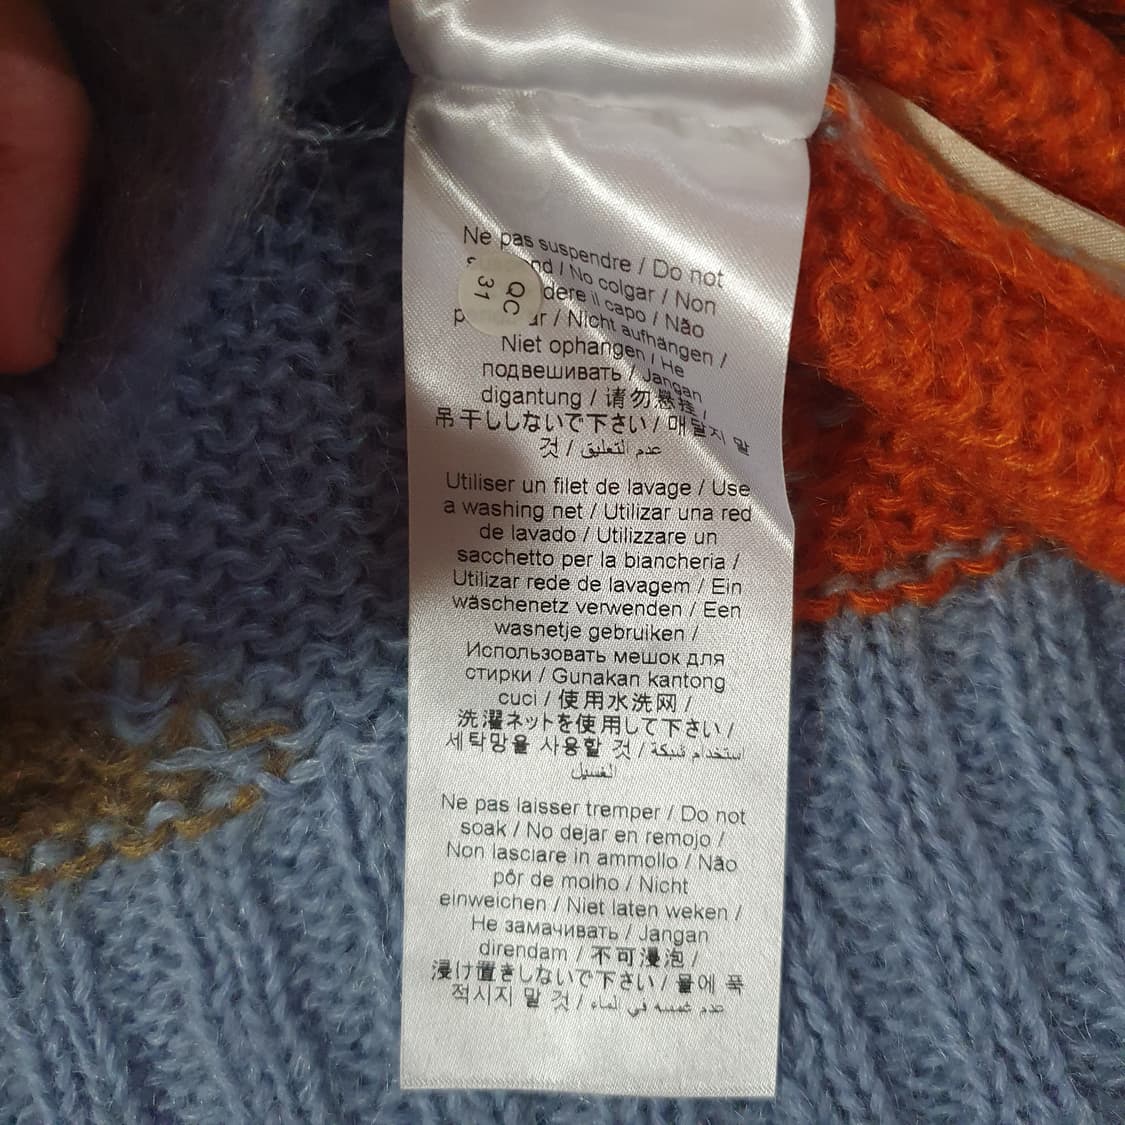 Ne pas suspendre / Do not
nd / No colgar / Non
dere il capo / Não
p ar / Nicht aufhängen /
Niet ophangen / Не
подвешивать / Jangan
digantung / 请勿悬挂 /
吊干ししないで下さい / 매달지 말
것 / عدم التعليق
Utiliser un filet de lavage / Use
a washing net / Utilizar una red
de lavado / Utilizzare un
sacchetto per la biancheria /
Utilizar rede de lavagem / Ein
wäschenetz verwenden / Een
wasnetje gebruiken /
Использовать мешок для
стирки / Gunakan kantong
cuci / 使用水洗网 /
洗濯ネットを使用して下さい /
세탁망을 사용할 것 / استخدام شبكة
الغسيل
Ne pas laisser tremper / Do not
soak / No dejar en remojo /
Non lasciare in ammollo / Não
pôr de molho / Nicht
einweichen / Niet laten weken /
Не замачивать / Jangan
direndam / 不可浸泡 /
浸け置きしないで下さい / 물에 푹
적시지 말 것 / عدم غمسه في الماء
QC
31